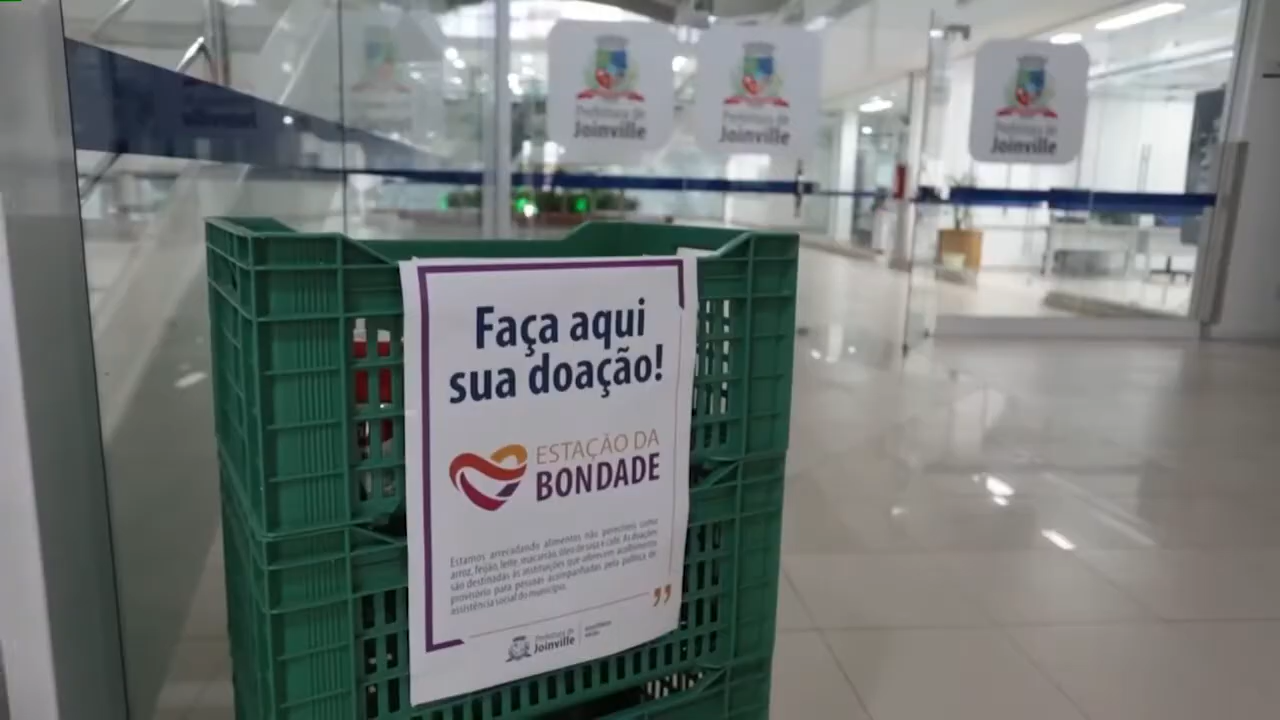 Prefeitura de
Joinville
Prefeitura de
Joinville
Prefeitura de
Joinville
Faça aqui
sua doação!
ESTAÇÃO DA
BONDADE
Estamos arrecadando alimentos não perecíveis como
arroz, feijão, leite, macarrão, óleo de soja e café. As doações
são destinadas às instituições que oferecem acolhimento
provisório para pessoas acompanhadas pela política de
assistência social do município.
Prefeitura de
Joinville